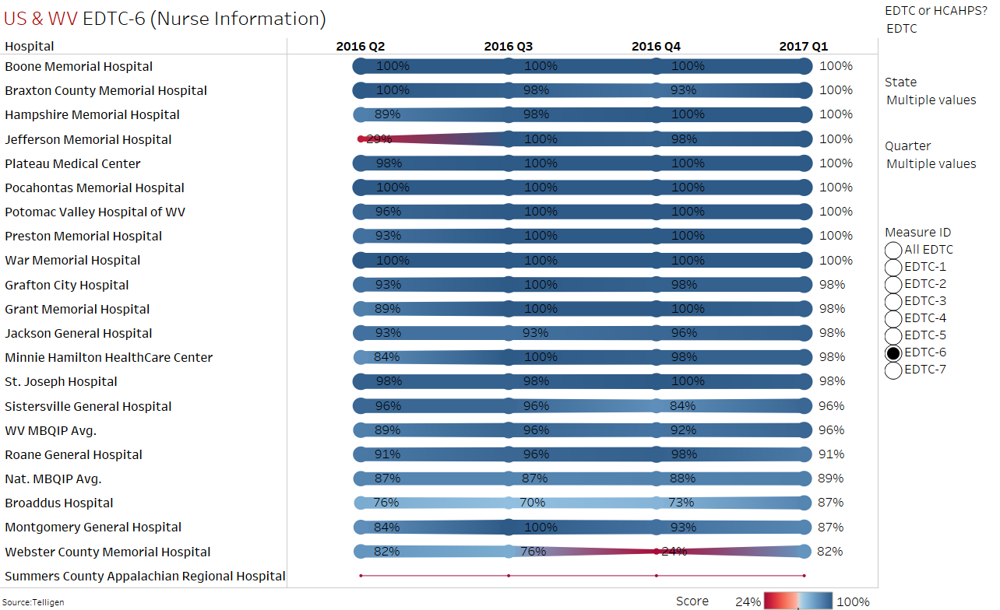 US & WV EDTC-6 (Nurse Information)
Hospital 2016 Q2 2016 Q3 2016 Q4 2017 Q1
Boone Memorial Hospital 100% 100% 100% 100%
Braxton County Memorial Hospital 100% 98% 93% 100%
Hampshire Memorial Hospital 89% 98% 100% 100%
Jefferson Memorial Hospital 29% 100% 98% 100%
Plateau Medical Center 98% 100% 100% 100%
Pocahontas Memorial Hospital 100% 100% 100% 100%
Potomac Valley Hospital of WV 96% 100% 100% 100%
Preston Memorial Hospital 93% 100% 100% 100%
War Memorial Hospital 100% 100% 100% 100%
Grafton City Hospital 93% 100% 98% 98%
Grant Memorial Hospital 89% 100% 100% 98%
Jackson General Hospital 93% 93% 96% 98%
Minnie Hamilton HealthCare Center 84% 100% 98% 98%
St. Joseph Hospital 98% 98% 100% 98%
Sistersville General Hospital 96% 96% 84% 96%
WV MBQIP Avg. 89% 96% 92% 96%
Roane General Hospital 91% 96% 98% 91%
Nat. MBQIP Avg. 87% 87% 88% 89%
Broaddus Hospital 76% 70% 73% 87%
Montgomery General Hospital 84% 100% 93% 87%
Webster County Memorial Hospital 82% 76% 24% 82%
Summers County Appalachian Regional Hospital
Source:Telligen
Score 24% 100%
EDTC or HCAHPS?
EDTC
State
Multiple values
Quarter
Multiple values
Measure ID
All EDTC
EDTC-1
EDTC-2
EDTC-3
EDTC-4
EDTC-5
EDTC-6
EDTC-7